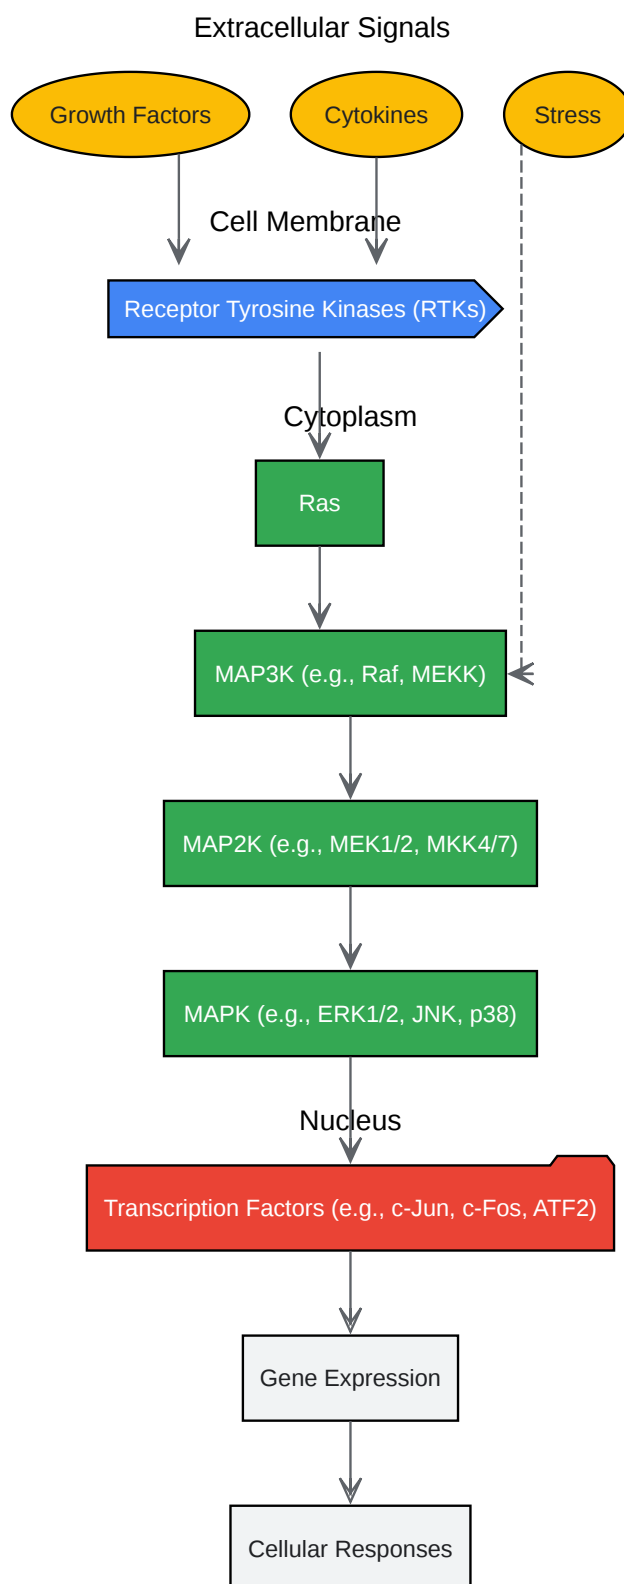 Extracellular Signals
Growth Factors
Cytokines
Stress
Cell Membrane
Receptor Tyrosine Kinases (RTKs)
Cytoplasm
Ras
MAP3K (e.g., Raf, MEKK)
MAP2K (e.g., MEK1/2, MKK4/7)
MAPK (e.g., ERK1/2, JNK, p38)
Nucleus
Transcription Factors (e.g., c-Jun, c-Fos, ATF2)
Gene Expression
Cellular Responses